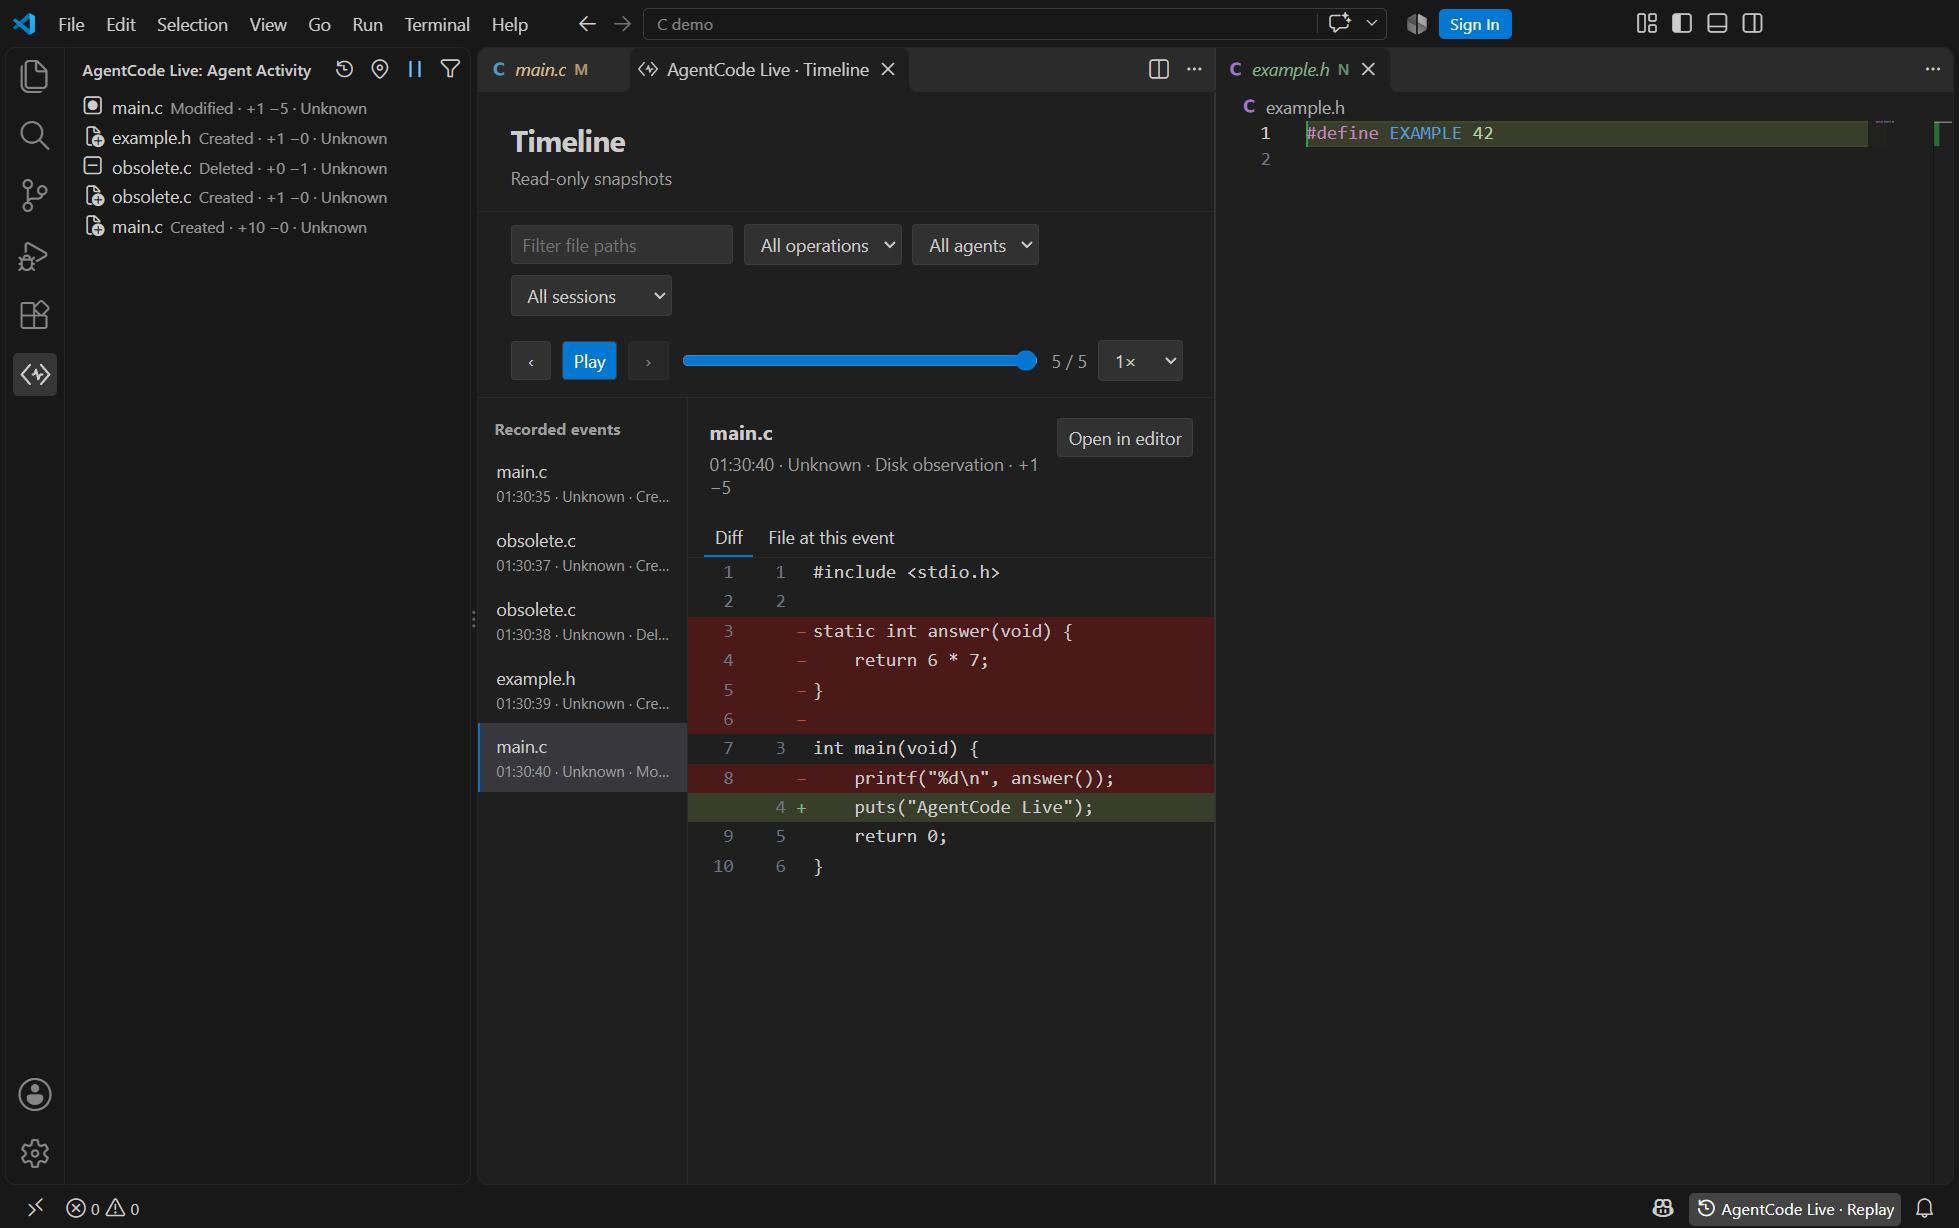 File Edit Selection View Go Run Terminal Help
C demo
Sign In
AgentCode Live: Agent Activity
main.c Modified · +1 −5 · Unknown
example.h Created · +1 −0 · Unknown
obsolete.c Deleted · +0 −1 · Unknown
obsolete.c Created · +1 −0 · Unknown
main.c Created · +10 −0 · Unknown
C main.c M
AgentCode Live · Timeline
Timeline
Read-only snapshots
Filter file paths
All operations
All agents
All sessions
‹ Play › 5 / 5 1×
Recorded events
main.c
01:30:35 · Unknown · Cre...
obsolete.c
01:30:37 · Unknown · Cre...
obsolete.c
01:30:38 · Unknown · Del...
example.h
01:30:39 · Unknown · Cre...
main.c
01:30:40 · Unknown · Mo...
main.c
01:30:40 · Unknown · Disk observation · +1
−5
Open in editor
Diff File at this event
1 1 #include <stdio.h>
2 2
3 − static int answer(void) {
4 − return 6 * 7;
5 − }
6 −
7 3 int main(void) {
8 − printf("%d\n", answer());
4 + puts("AgentCode Live");
9 5 return 0;
10 6 }
C example.h N
C example.h
1 #define EXAMPLE 42
2
0 0
AgentCode Live · Replay